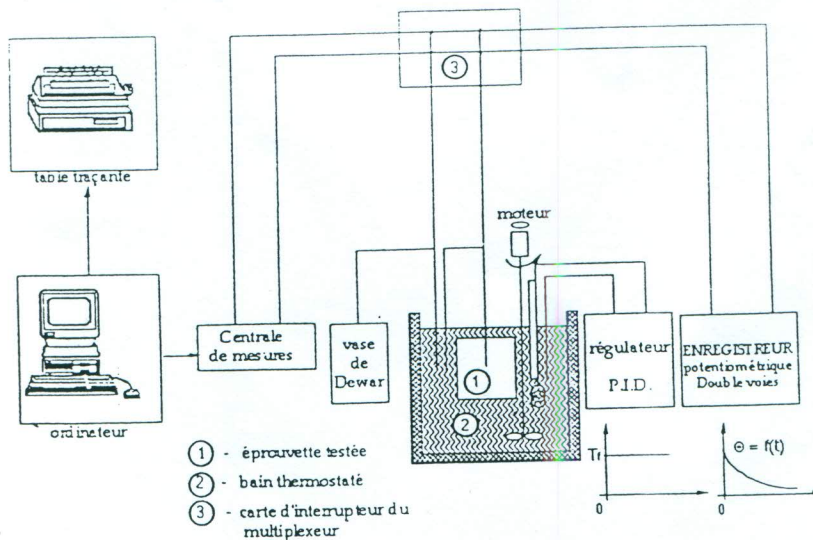 3
table traçante
moteur
Centrale
de mesures
vase
de
Dewar
1
2
régulateur
P.I.D.
ENREGISTREUR
potentiométrique
Double voies
ordinateur
1 - éprouvette testée
2 - bain thermostaté
3 - carte d'interrupteur du
multiplexeur
Tf
0
Θ = f(t)
0